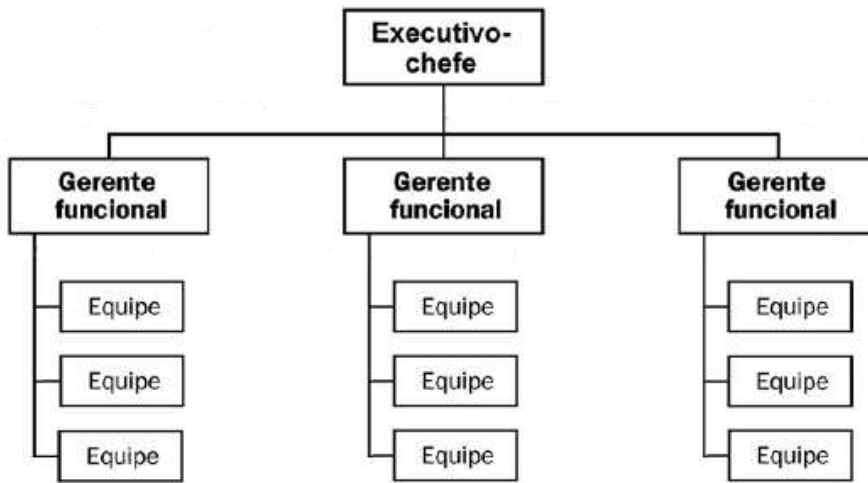 Executivo-
chefe
Gerente
funcional
Gerente
funcional
Gerente
funcional
Equipe
Equipe
Equipe
Equipe
Equipe
Equipe
Equipe
Equipe
Equipe